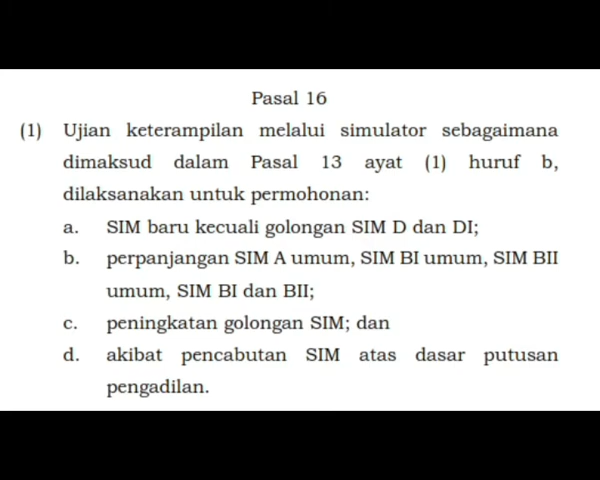 Pasal 16
(1) Ujian keterampilan melalui simulator sebagaimana
dimaksud dalam Pasal 13 ayat (1) huruf b,
dilaksanakan untuk permohonan:
a. SIM baru kecuali golongan SIM D dan DI;
b. perpanjangan SIM A umum, SIM BI umum, SIM BII
umum, SIM BI dan BII;
c. peningkatan golongan SIM; dan
d. akibat pencabutan SIM atas dasar putusan
pengadilan.